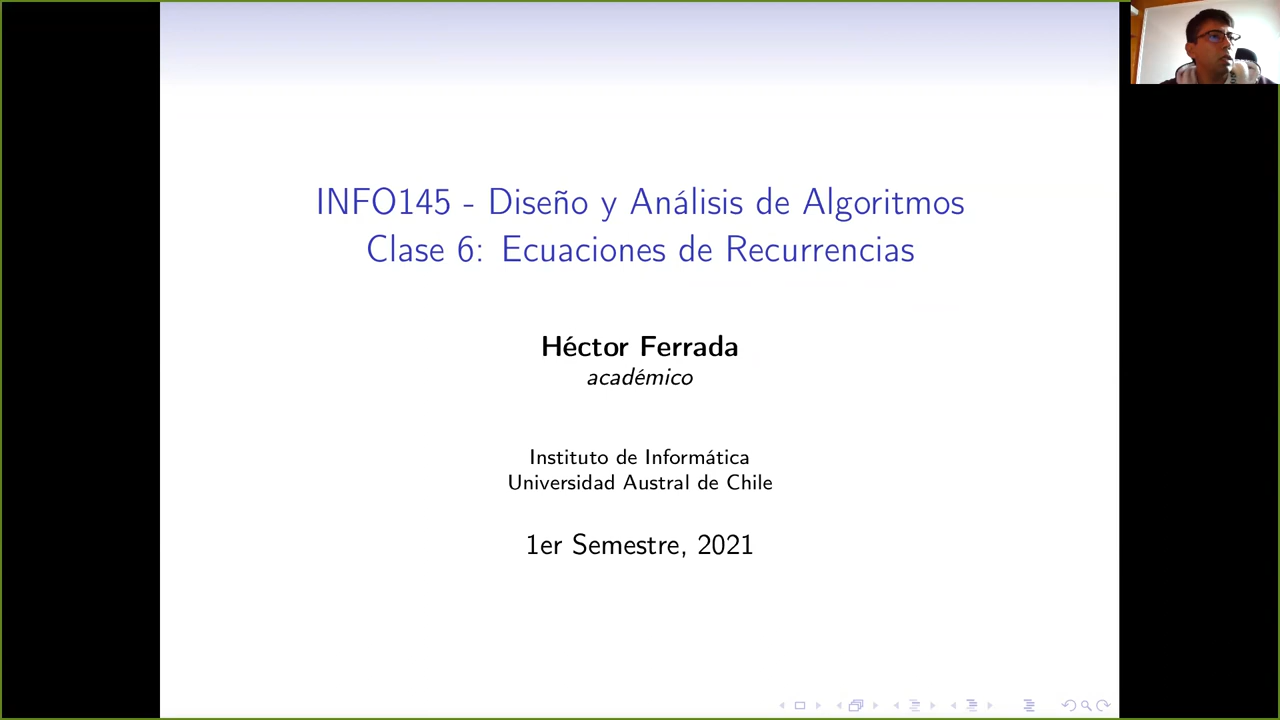 INFO145 - Diseño y Análisis de Algoritmos
Clase 6: Ecuaciones de Recurrencias
Héctor Ferrada
académico
Instituto de Informática
Universidad Austral de Chile
1er Semestre, 2021